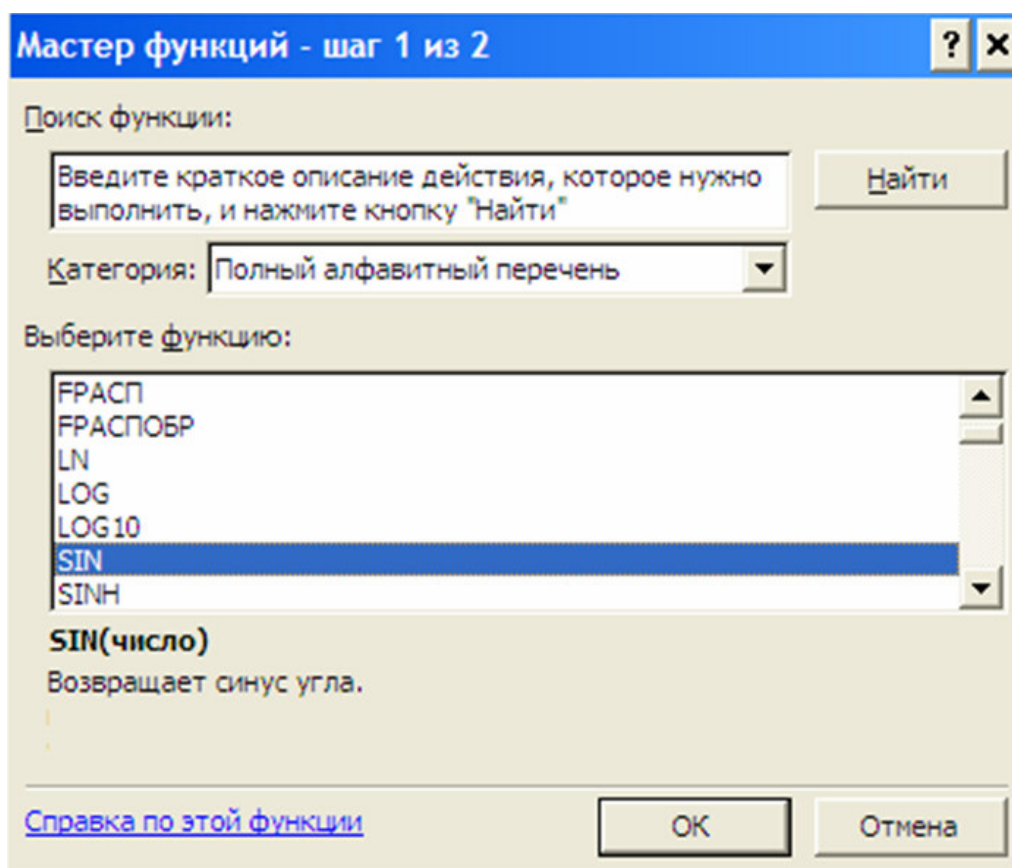 Мастер функций - шаг 1 из 2
Поиск функции:
Введите краткое описание действия, которое нужно
выполнить, и нажмите кнопку "Найти"
Найти
Категория: Полный алфавитный перечень
Выберите функцию:
FРАСП
FРАСПОБР
LN
LOG
LOG10
SIN
SINH
SIN(число)
Возвращает синус угла.
Справка по этой функции
ОК
Отмена